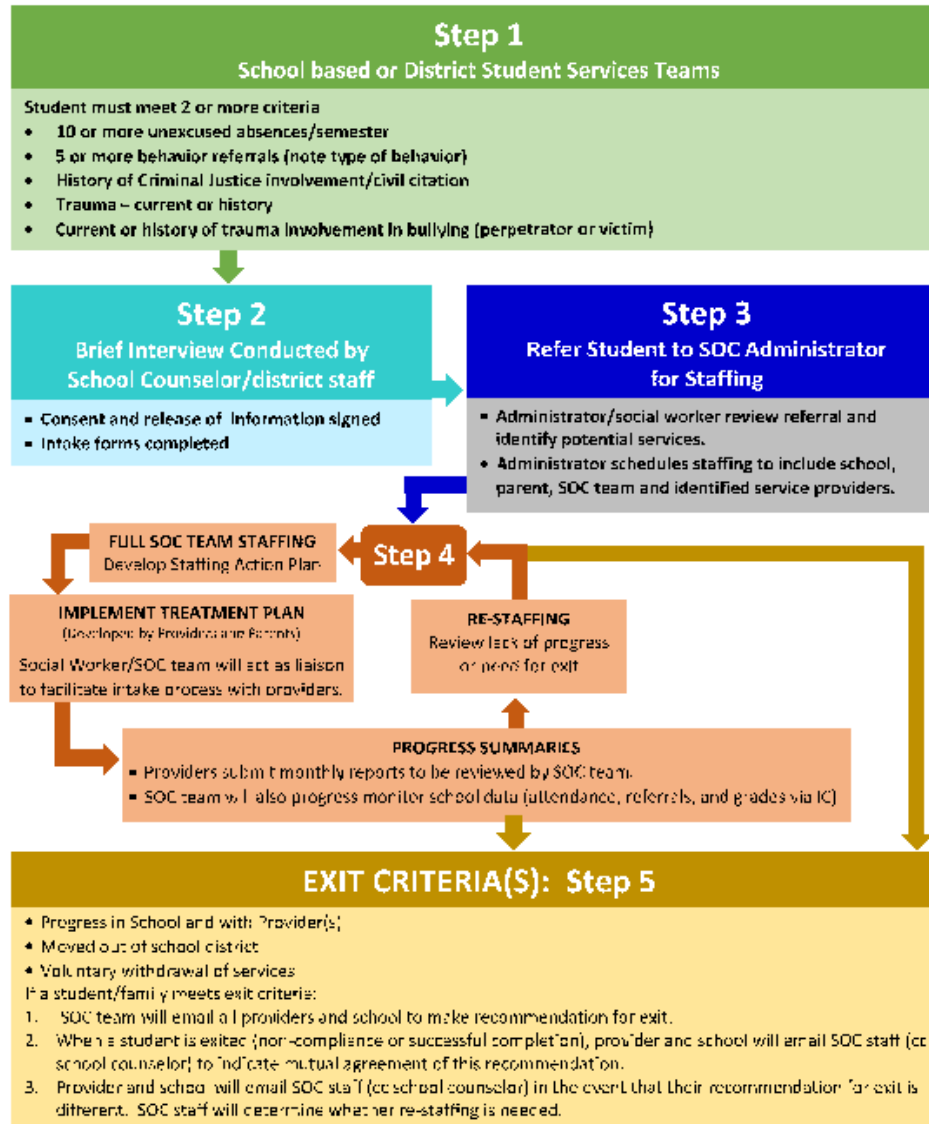 Step 1
School based or District Student Services Teams
Student must meet 2 or more criteria
• 10 or more unexcused absences/semester
• 5 or more behavior referrals (note type of behavior)
• History of Criminal Justice involvement/civil citation
• Trauma – current or history
• Current or history of trauma involvement in bullying (perpetrator or victim)
Step 2
Brief Interview Conducted by
School Counselor/district staff
▪ Consent and release of information signed
▪ Intake forms completed
Step 3
Refer Student to SOC Administrator
for Staffing
▪ Administrator/social worker review referral and
identify potential services.
• Administrator schedules staffing to include school,
parent, SOC team and identified service providers.
Step 4
FULL SOC TEAM STAFFING
Develop Staffing Action Plan
IMPLEMENT TREATMENT PLAN
(Developed by Providers and Parents)
Social Worker/SOC team will act as liaison
to facilitate intake process with providers.
RE-STAFFING
Review lack of progress
or need for exit
PROGRESS SUMMARIES
▪ Providers submit monthly reports to be reviewed by SOC team.
▪ SOC team will also progress monitor school data (attendance, referrals, and grades via IC)
EXIT CRITERIA(S): Step 5
• Progress in School and with Provider(s)
• Moved out of school district
• Voluntary withdrawal of services
If a student/family meets exit criteria:
1. SOC team will email all providers and school to make recommendation for exit.
2. When a student is exited (non-compliance or successful completion), provider and school will email SOC staff (cc
school counselor) to indicate mutual agreement of this recommendation.
3. Provider and school will email SOC staff (cc school counselor) in the event that their recommendation for exit is
different. SOC staff will determine whether re-staffing is needed.